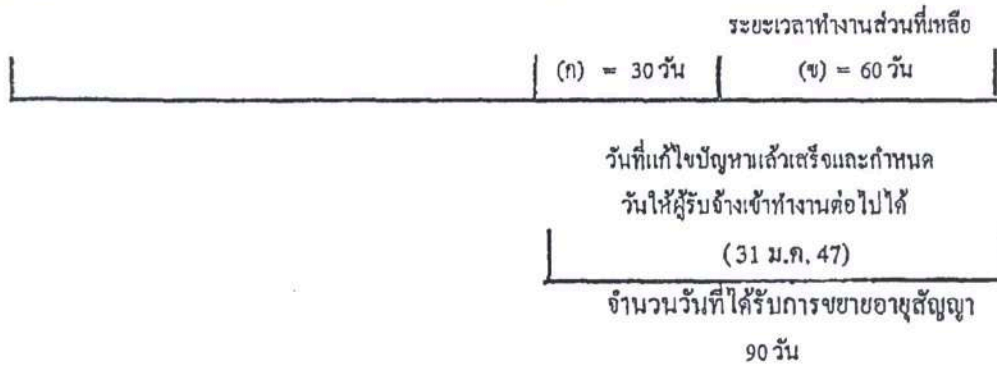 ระยะเวลาทำงานส่วนที่เหลือ
(ก) = 30 วัน (ข) = 60 วัน
วันที่แก้ไขปัญหาแล้วเสร็จและกำหนด
วันให้ผู้รับจ้างเข้าทำงานต่อไปได้
(31 ม.ค. 47)
จำนวนวันที่ได้รับการขยายอายุสัญญา
90 วัน